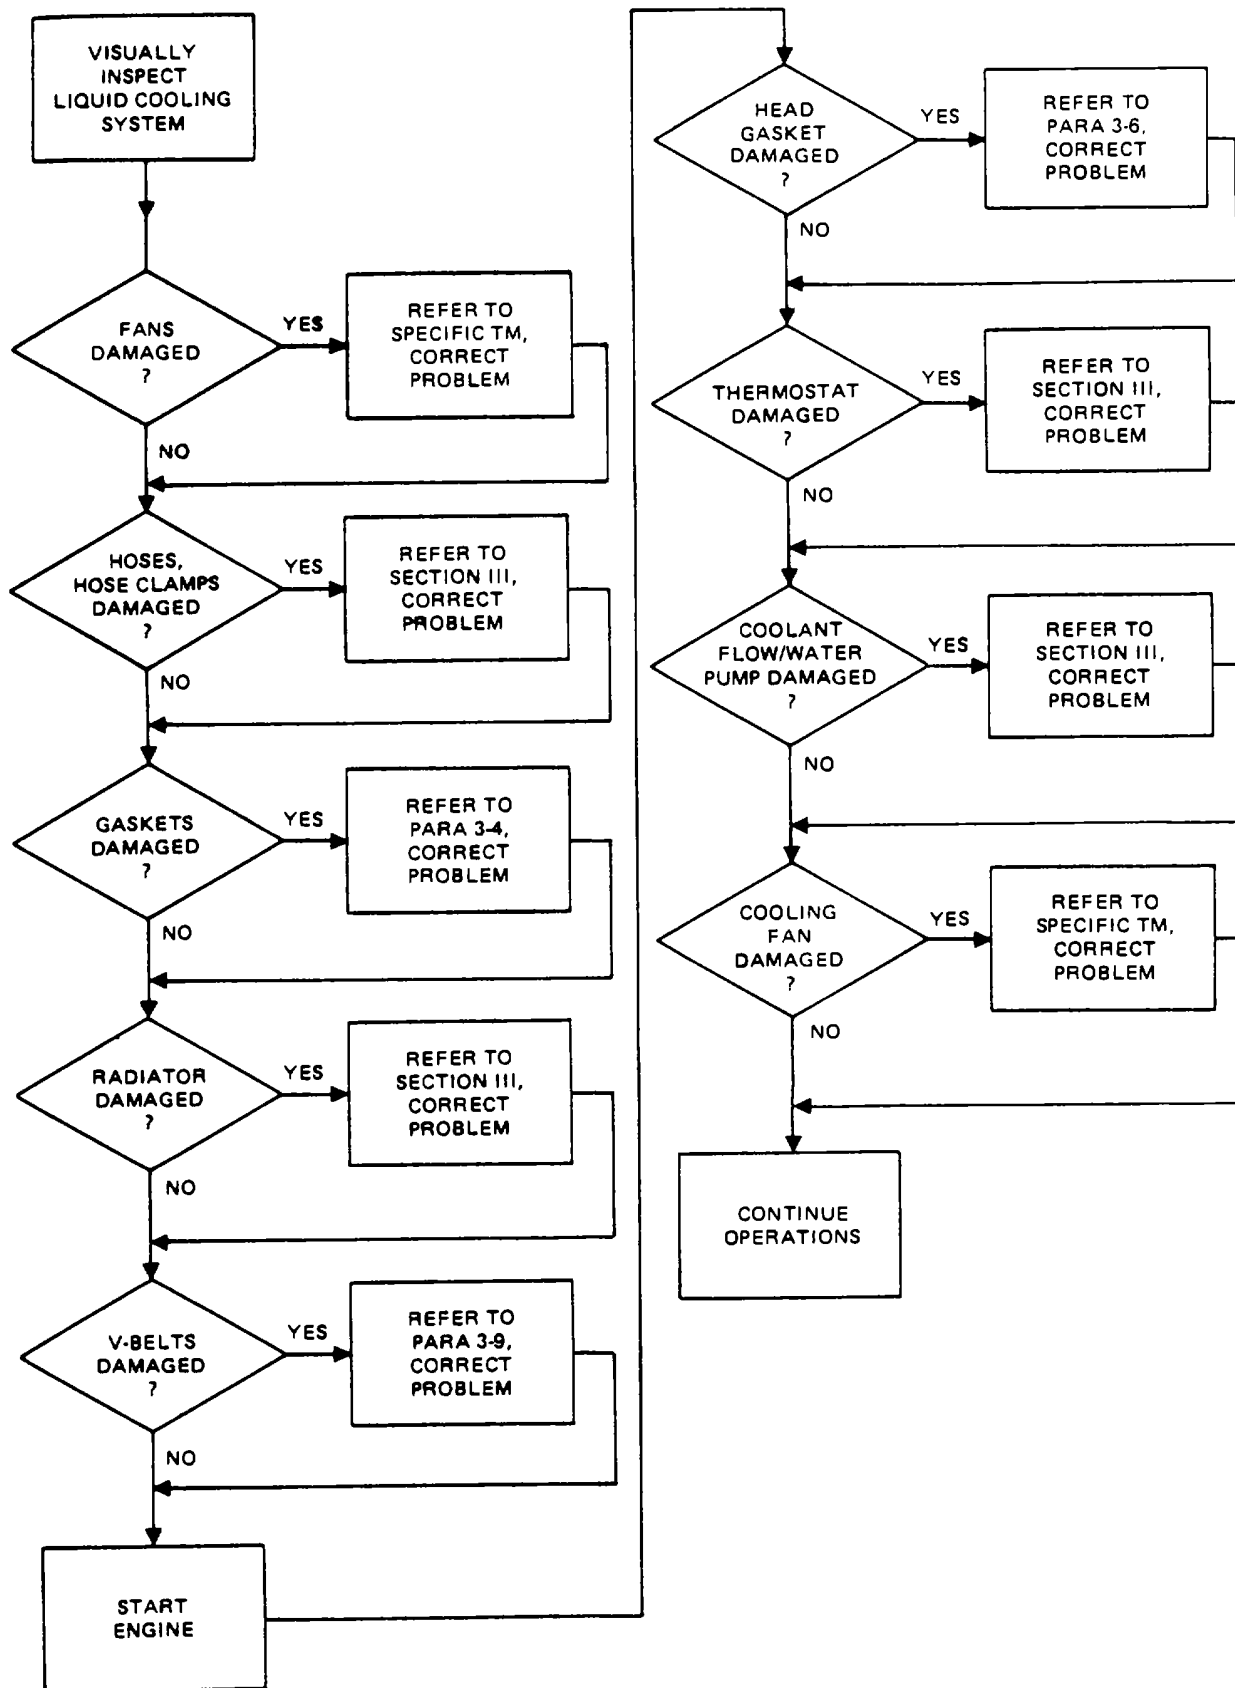 VISUALLY
INSPECT
LIQUID COOLING
SYSTEM
FANS
DAMAGED
?
YES
REFER TO
SPECIFIC TM,
CORRECT
PROBLEM
NO
HOSES,
HOSE CLAMPS
DAMAGED
?
YES
REFER TO
SECTION III,
CORRECT
PROBLEM
NO
GASKETS
DAMAGED
?
YES
REFER TO
PARA 3-4,
CORRECT
PROBLEM
NO
RADIATOR
DAMAGED
?
YES
REFER TO
SECTION III,
CORRECT
PROBLEM
NO
V-BELTS
DAMAGED
?
YES
REFER TO
PARA 3-9,
CORRECT
PROBLEM
NO
START
ENGINE
HEAD
GASKET
DAMAGED
?
YES
REFER TO
PARA 3-6,
CORRECT
PROBLEM
NO
THERMOSTAT
DAMAGED
?
YES
REFER TO
SECTION III,
CORRECT
PROBLEM
NO
COOLANT
FLOW/WATER
PUMP DAMAGED
?
YES
REFER TO
SECTION III,
CORRECT
PROBLEM
NO
COOLING
FAN
DAMAGED
?
YES
REFER TO
SPECIFIC TM,
CORRECT
PROBLEM
NO
CONTINUE
OPERATIONS